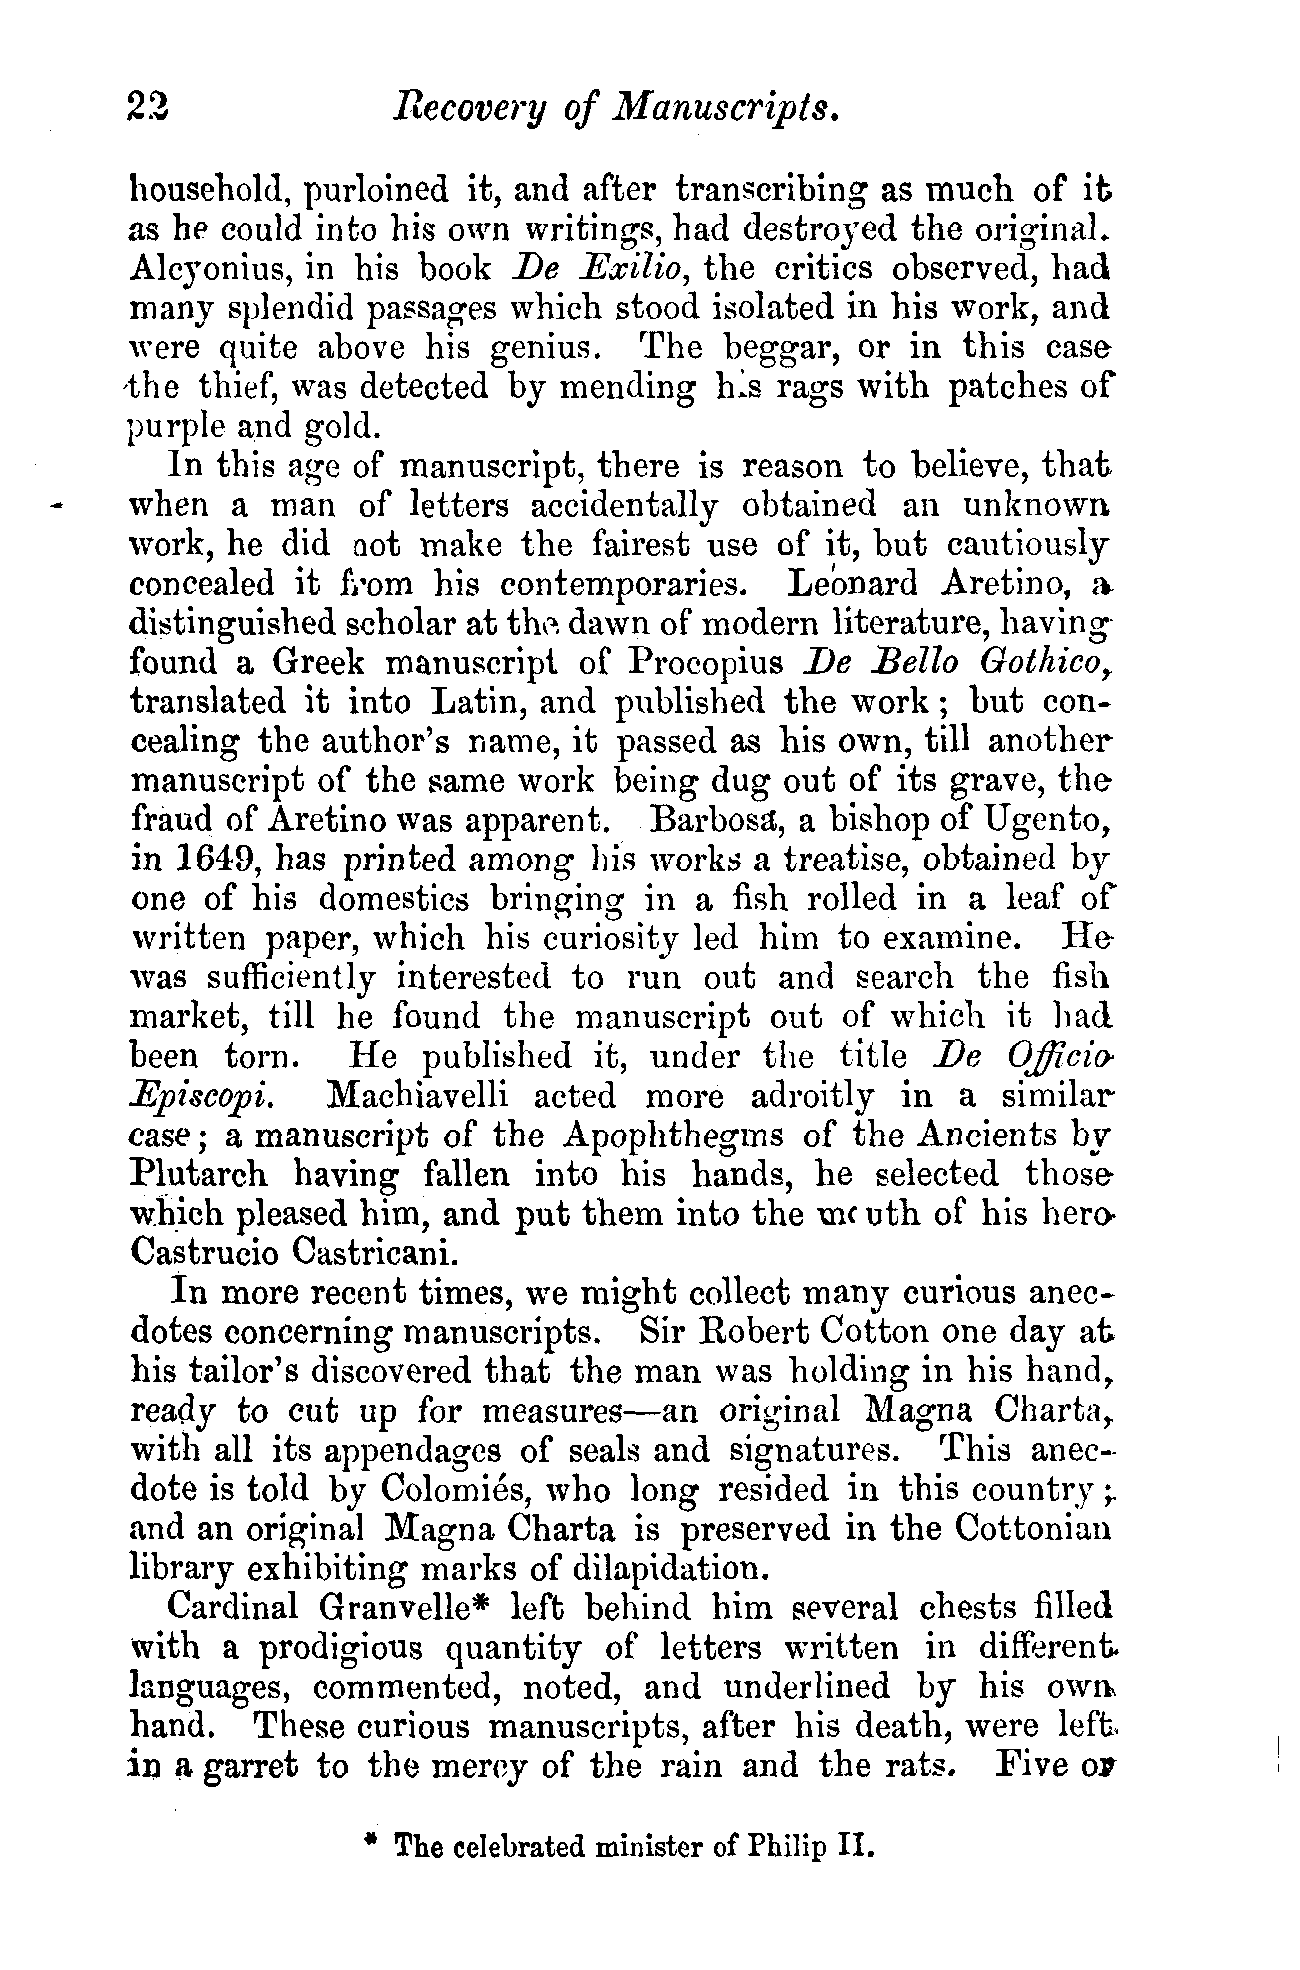 22 Recovery of Manuscripts.
household, purloined it, and after transcribing as much of it
as he could into his own writings, had destroyed the original.
Alcyonius, in his book De Exilio, the critics observed, had
many splendid passages which stood isolated in his work, and
were quite above his genius. The beggar, or in this case
the thief, was detected by mending his rags with patches of
purple and gold.
In this age of manuscript, there is reason to believe, that
when a man of letters accidentally obtained an unknown
work, he did not make the fairest use of it, but cautiously
concealed it from his contemporaries. Leonard Aretino, a
distinguished scholar at the dawn of modern literature, having
found a Greek manuscript of Procopius De Bello Gothico,
translated it into Latin, and published the work; but con-
cealing the author's name, it passed as his own, till another
manuscript of the same work being dug out of its grave, the
fraud of Aretino was apparent. Barbosa, a bishop of Ugento,
in 1649, has printed among his works a treatise, obtained by
one of his domestics bringing in a fish rolled in a leaf of
written paper, which his curiosity led him to examine. He
was sufficiently interested to run out and search the fish
market, till he found the manuscript out of which it had
been torn. He published it, under the title De Officio
Episcopi. Machiavelli acted more adroitly in a similar
case; a manuscript of the Apophthegms of the Ancients by
Plutarch having fallen into his hands, he selected those
which pleased him, and put them into the mouth of his hero
Castrucio Castricani.
In more recent times, we might collect many curious anec-
dotes concerning manuscripts. Sir Robert Cotton one day at
his tailor's discovered that the man was holding in his hand,
ready to cut up for measures—an original Magna Charta,
with all its appendages of seals and signatures. This anec-
dote is told by Colomiés, who long resided in this country;
and an original Magna Charta is preserved in the Cottonian
library exhibiting marks of dilapidation.
Cardinal Granvelle* left behind him several chests filled
with a prodigious quantity of letters written in different
languages, commented, noted, and underlined by his own
hand. These curious manuscripts, after his death, were left
in a garret to the mercy of the rain and the rats. Five or
* The celebrated minister of Philip II.